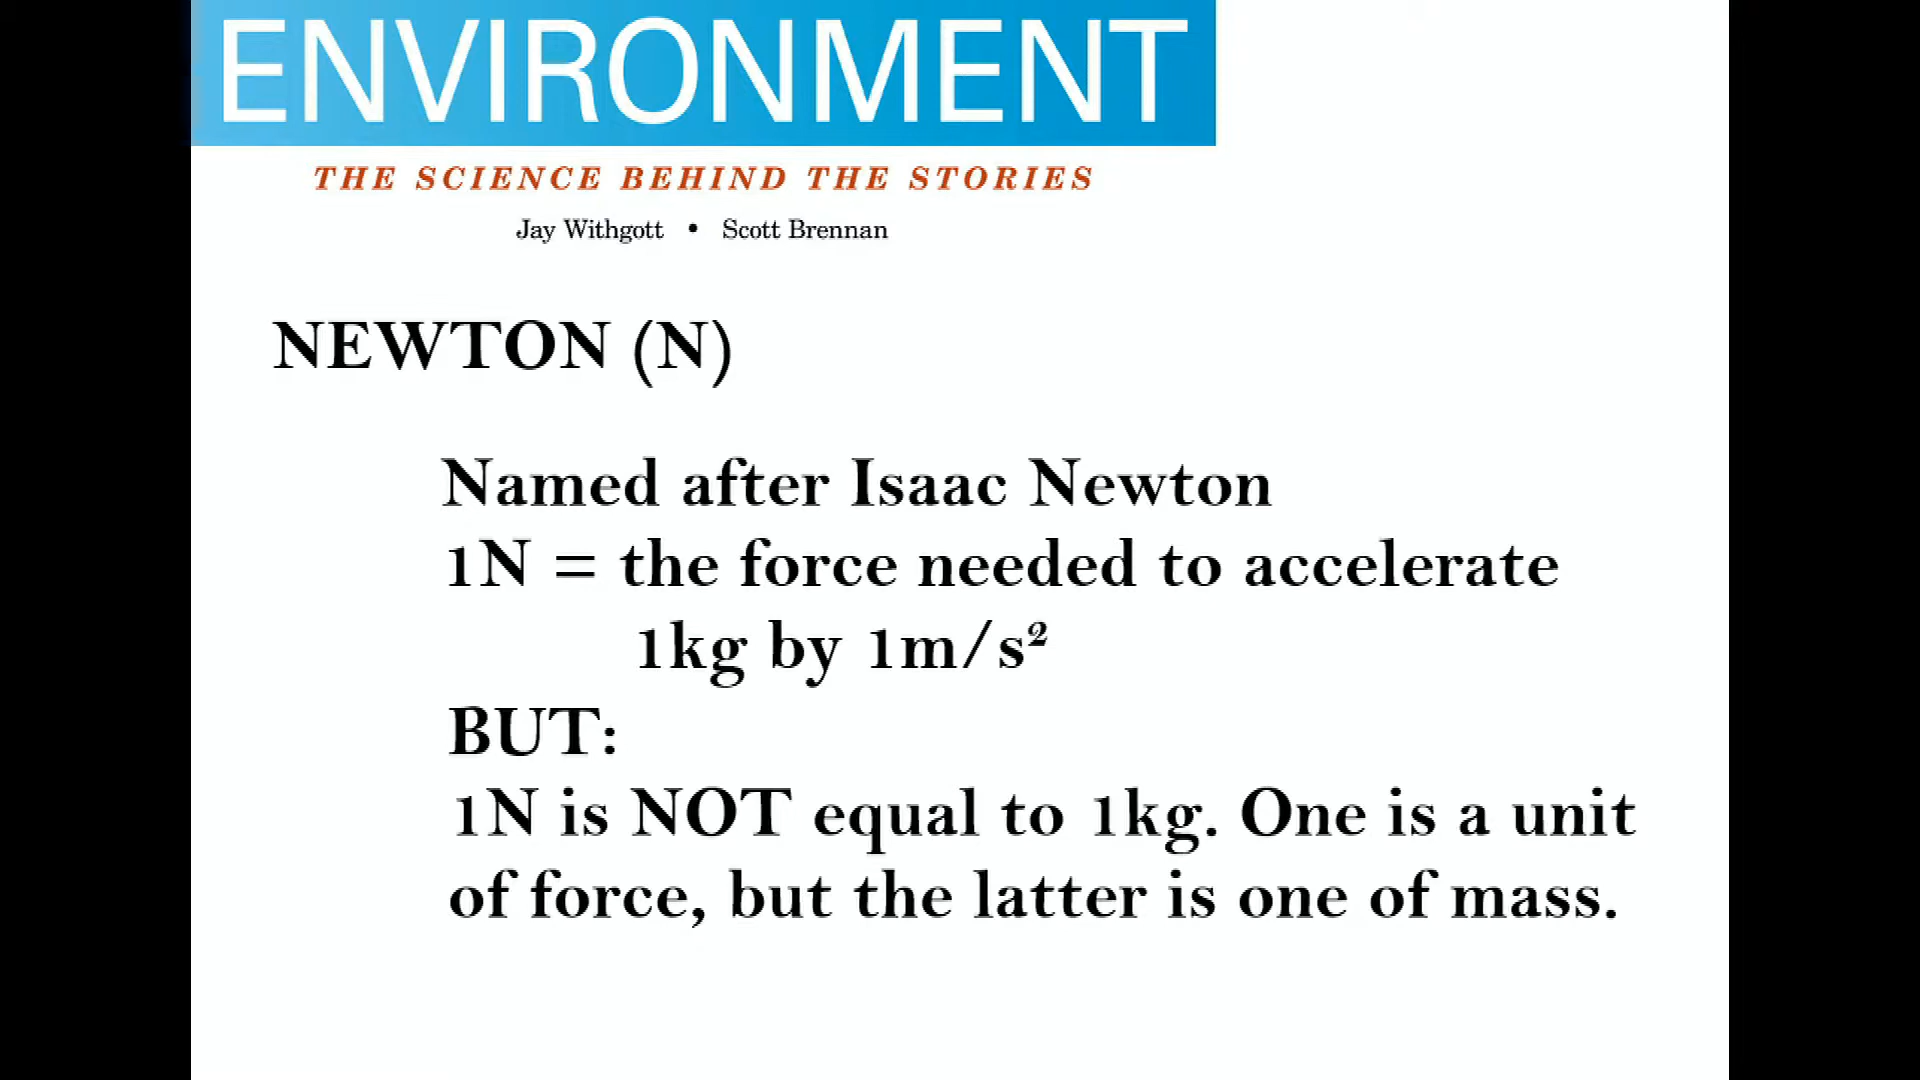 ENVIRONMENT
THE SCIENCE BEHIND THE STORIES
Jay Withgott • Scott Brennan
NEWTON (N)
Named after Isaac Newton
1N = the force needed to accelerate
1kg by 1m/s²
BUT:
1N is NOT equal to 1kg. One is a unit
of force, but the latter is one of mass.